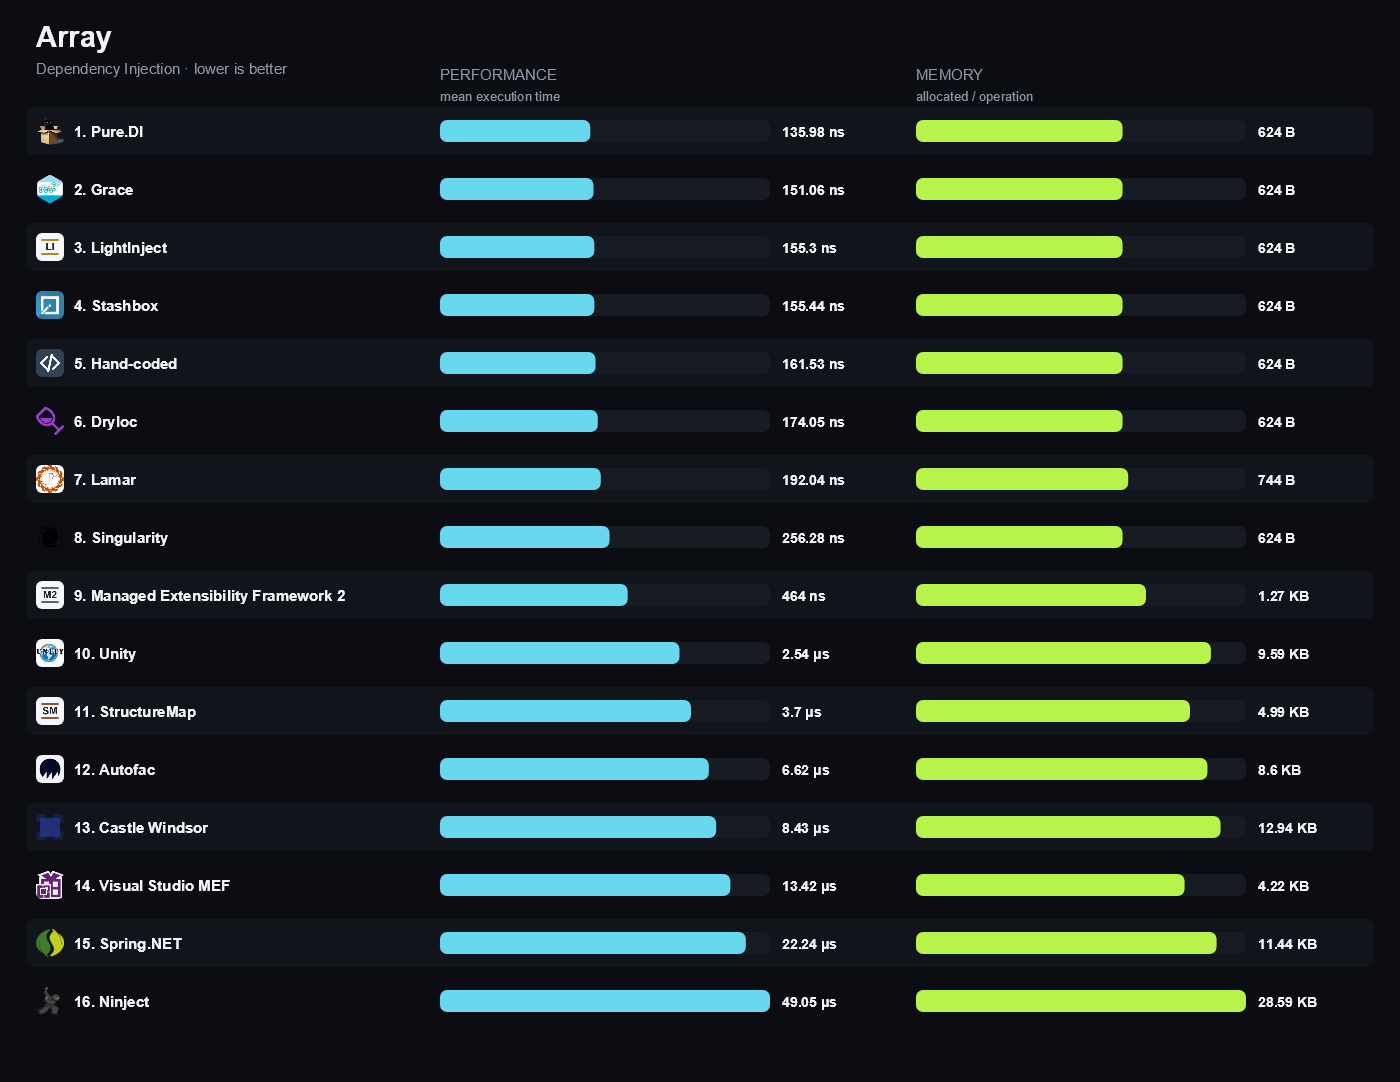 Array
Dependency Injection · lower is better
PERFORMANCE
mean execution time
MEMORY
allocated / operation
1. Pure.DI 135.98 ns 624 B
2. Grace 151.06 ns 624 B
LI 3. LightInject 155.3 ns 624 B
4. Stashbox 155.44 ns 624 B
</> 5. Hand-coded 161.53 ns 624 B
6. DryIoc 174.05 ns 624 B
7. Lamar 192.04 ns 744 B
8. Singularity 256.28 ns 624 B
M2 9. Managed Extensibility Framework 2 464 ns 1.27 KB
UNITY 10. Unity 2.54 µs 9.59 KB
SM 11. StructureMap 3.7 µs 4.99 KB
12. Autofac 6.62 µs 8.6 KB
13. Castle Windsor 8.43 µs 12.94 KB
14. Visual Studio MEF 13.42 µs 4.22 KB
15. Spring.NET 22.24 µs 11.44 KB
16. Ninject 49.05 µs 28.59 KB